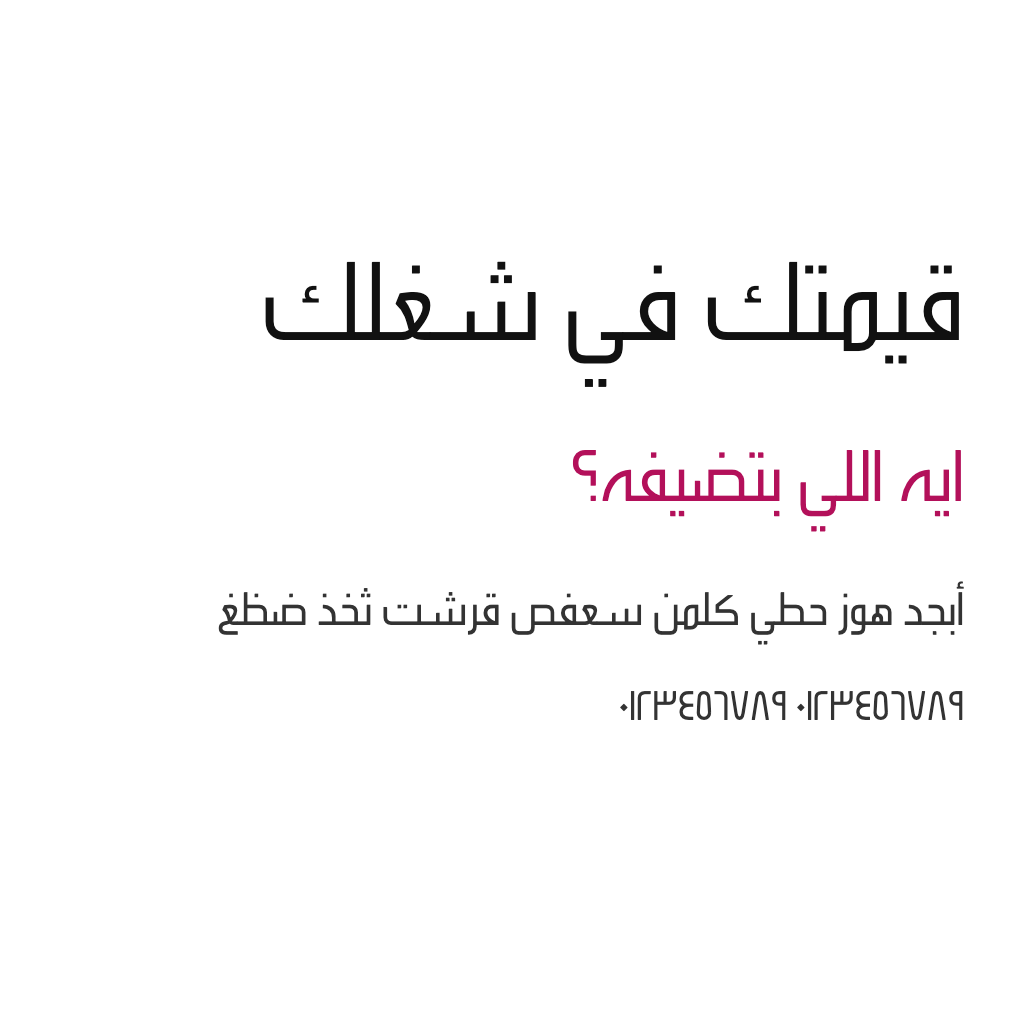 قيمتك في شغلك
ايه اللي بتضيفه؟
أبجد هوز حطي كلمن سعفص قرشت ثخذ ضظغ
٠١٢٣٤٥٦٧٨٩ ٠١٢٣٤٥٦٧٨٩